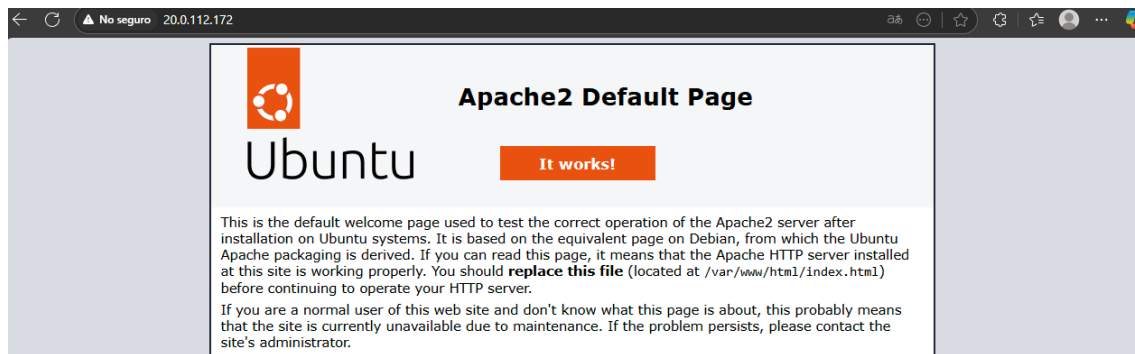 No seguro 20.0.112.172
Apache2 Default Page
Ubuntu
It works!
This is the default welcome page used to test the correct operation of the Apache2 server after
installation on Ubuntu systems. It is based on the equivalent page on Debian, from which the Ubuntu
Apache packaging is derived. If you can read this page, it means that the Apache HTTP server installed
at this site is working properly. You should replace this file (located at /var/www/html/index.html)
before continuing to operate your HTTP server.
If you are a normal user of this web site and don't know what this page is about, this probably means
that the site is currently unavailable due to maintenance. If the problem persists, please contact the
site's administrator.